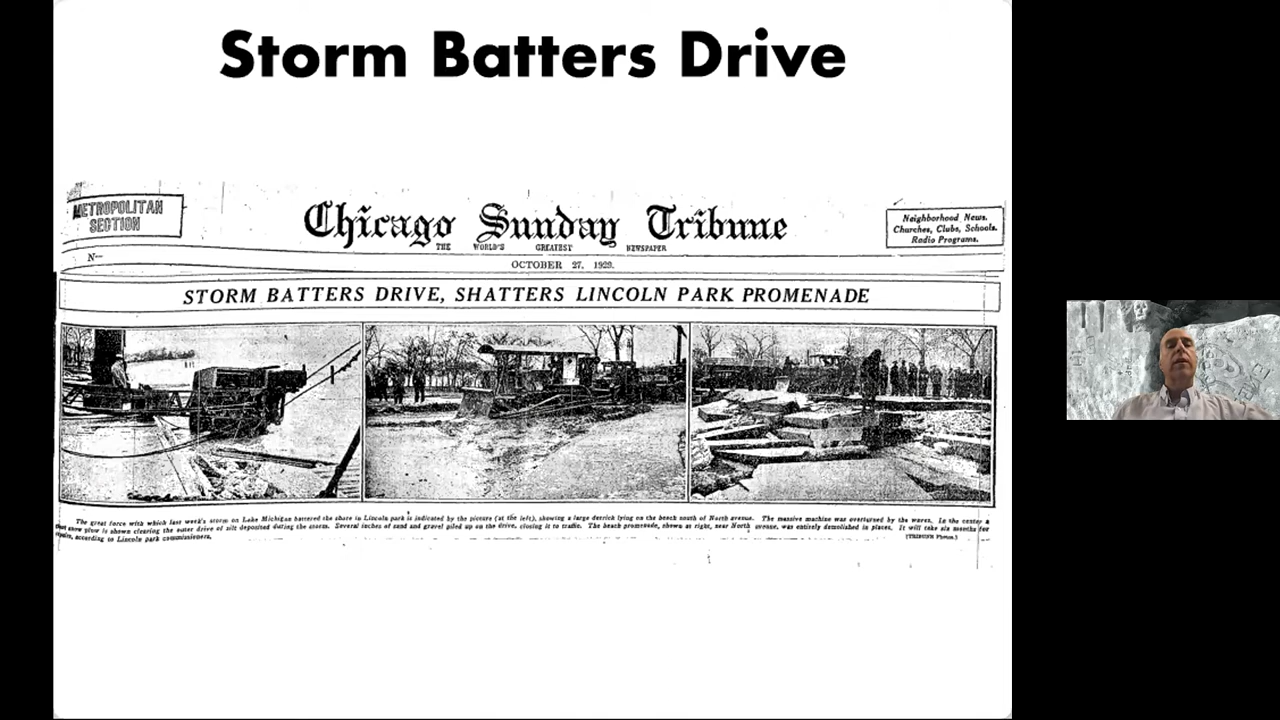 Storm Batters Drive
METROPOLITAN
SECTION
Chicago Sunday Tribune
THE WORLD'S GREATEST NEWSPAPER
Neighborhood News.
Churches, Clubs, Schools.
Radio Programs.
OCTOBER 27, 1929.
STORM BATTERS DRIVE, SHATTERS LINCOLN PARK PROMENADE
The great force with which last week's storm on Lake Michigan battered the shore in Lincoln park is indicated by the picture (at the left), showing a large derrick lying on the beach south of North avenue. The massive machine was overturned by the waves. In the center a
snow plow is shown clearing the outer drive of silt deposited during the storm. Several inches of sand and gravel piled up on the drive, closing it to traffic. The beach promenade, shown at right, near North avenue, was entirely demolished in places. It will take six months for
repairs, according to Lincoln park commissioners.
[TRIBUNE Photos.]